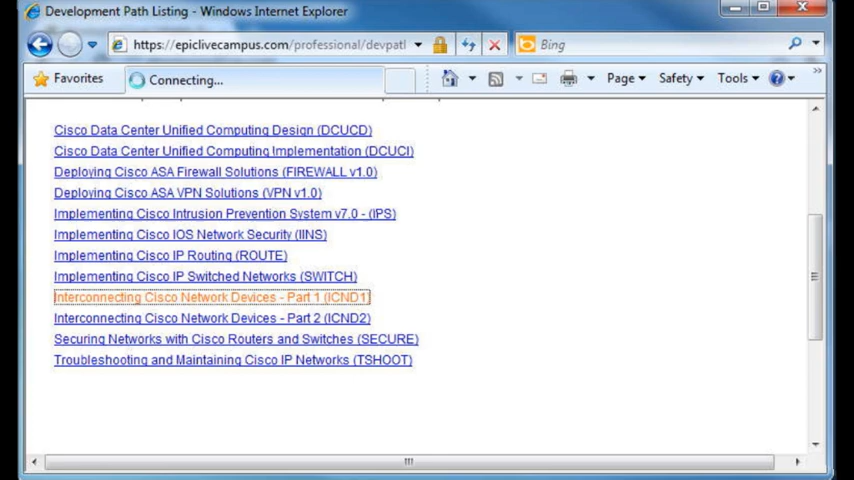 Development Path Listing - Windows Internet Explorer
https://epiclivecampus.com/professional/devpatl
Bing
Favorites
Connecting...
Page
Safety
Tools
Cisco Data Center Unified Computing Design (DCUCD)
Cisco Data Center Unified Computing Implementation (DCUCI)
Deploying Cisco ASA Firewall Solutions (FIREWALL v1.0)
Deploying Cisco ASA VPN Solutions (VPN v1.0)
Implementing Cisco Intrusion Prevention System v7.0 - (IPS)
Implementing Cisco IOS Network Security (IINS)
Implementing Cisco IP Routing (ROUTE)
Implementing Cisco IP Switched Networks (SWITCH)
Interconnecting Cisco Network Devices - Part 1 (ICND1)
Interconnecting Cisco Network Devices - Part 2 (ICND2)
Securing Networks with Cisco Routers and Switches (SECURE)
Troubleshooting and Maintaining Cisco IP Networks (TSHOOT)